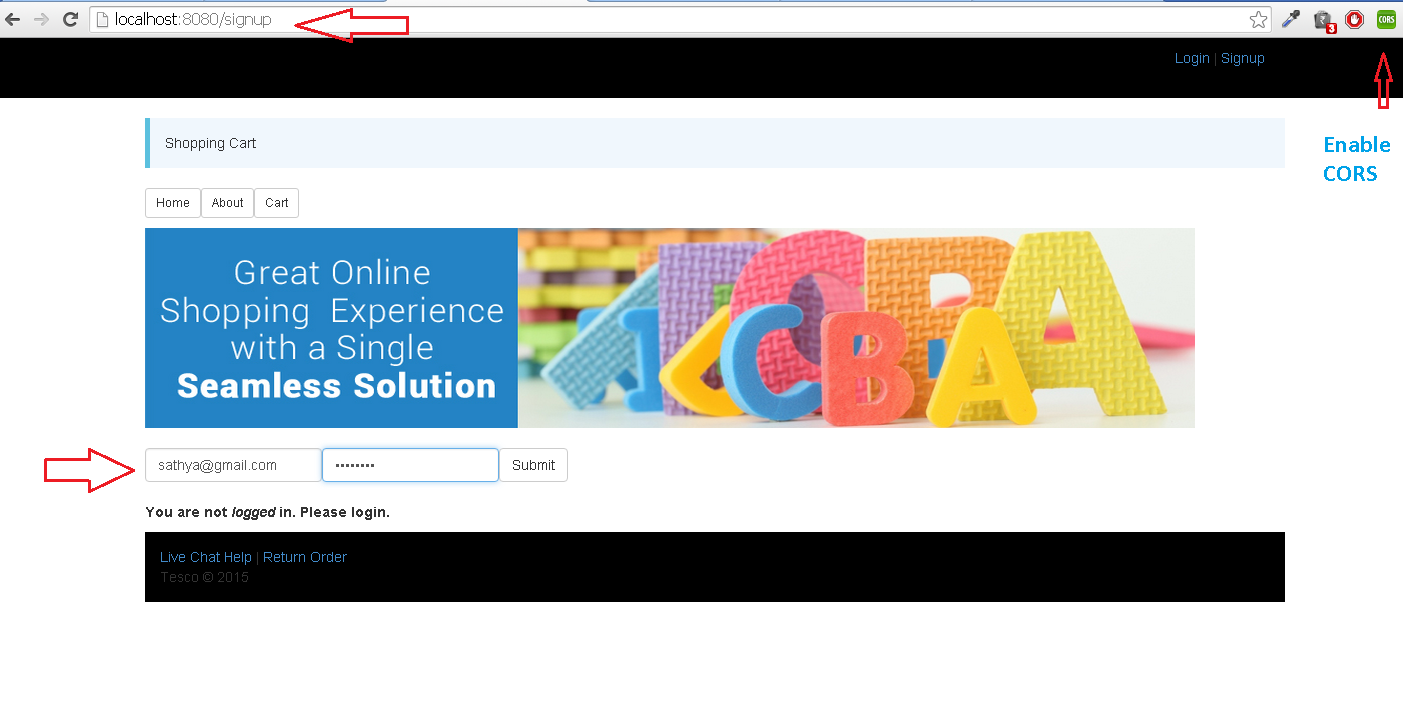 localhost:8080/signup
3
CORS
Login | Signup
Enable
CORS
Shopping Cart
Home About Cart
Great Online
Shopping Experience
with a Single
Seamless Solution
sathya@gmail.com •••••••• Submit
You are not logged in. Please login.
Live Chat Help | Return Order
Tesco © 2015